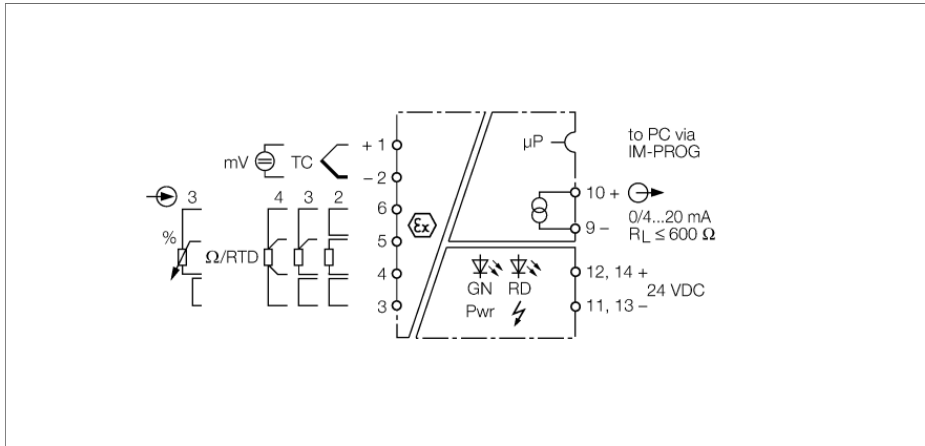 mV TC
+ 1
– 2
6
5
4
3
3 4 3 2
% Ω/RTD
Ex
µP
to PC via
IM-PROG
10 +
9 –
0/4...20 mA
RL ≤ 600 Ω
GN RD
Pwr
12, 14 +
11, 13 –
24 VDC